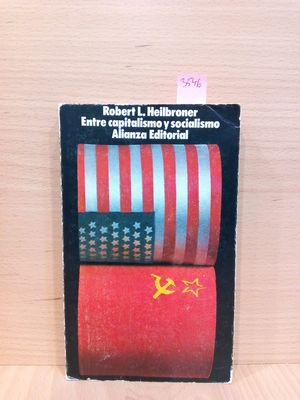 3546
Robert L. Heilbroner
Entre capitalismo y socialismo
Alianza Editorial